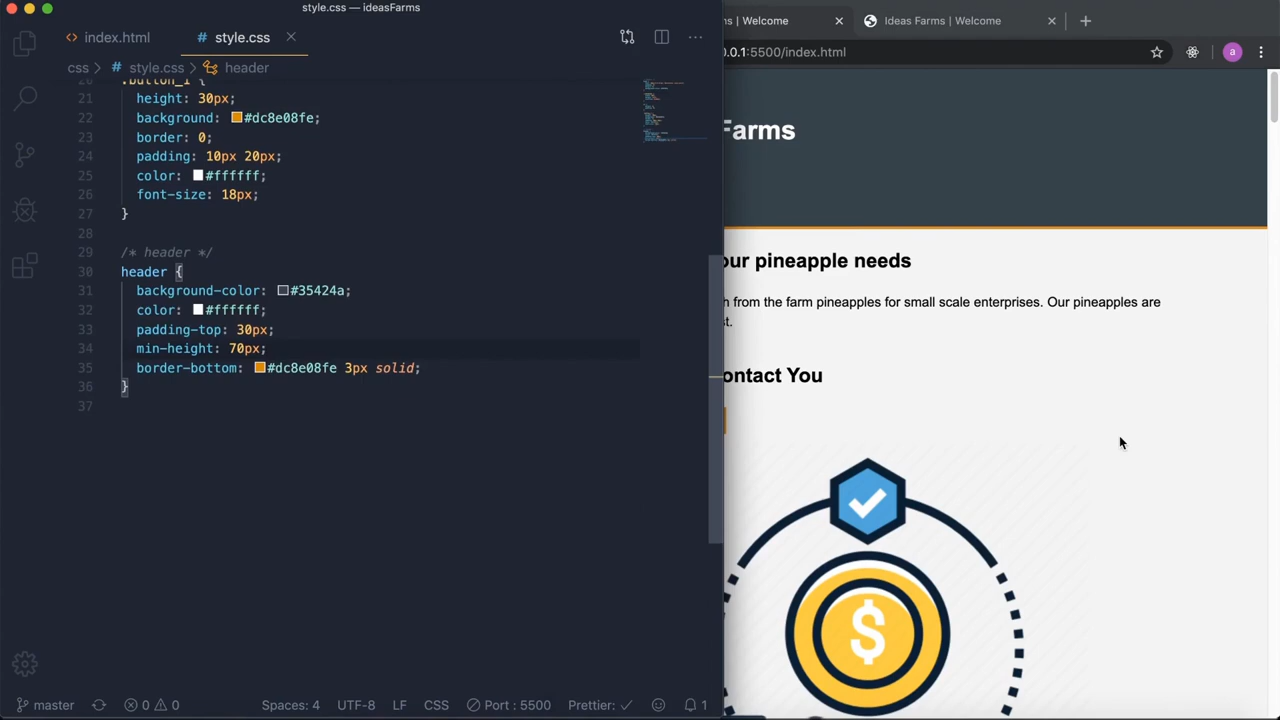 style.css — ideasFarms
index.html
style.css
css
style.css
header
.button_1 {
21 height: 30px;
22 background: #dc8e08fe;
23 border: 0;
24 padding: 10px 20px;
25 color: #ffffff;
26 font-size: 18px;
27 }
28
29 /* header */
30 header {
31 background-color: #35424a;
32 color: #ffffff;
33 padding-top: 30px;
34 min-height: 70px;
35 border-bottom: #dc8e08fe 3px solid;
36 }
37
master
0 0
Spaces: 4
UTF-8
LF
CSS
Port : 5500
Prettier:
1
| Welcome
Ideas Farms | Welcome
.0.1:5500/index.html
a
Farms
our pineapple needs
from the farm pineapples for small scale enterprises. Our pineapples are
ontact You
$